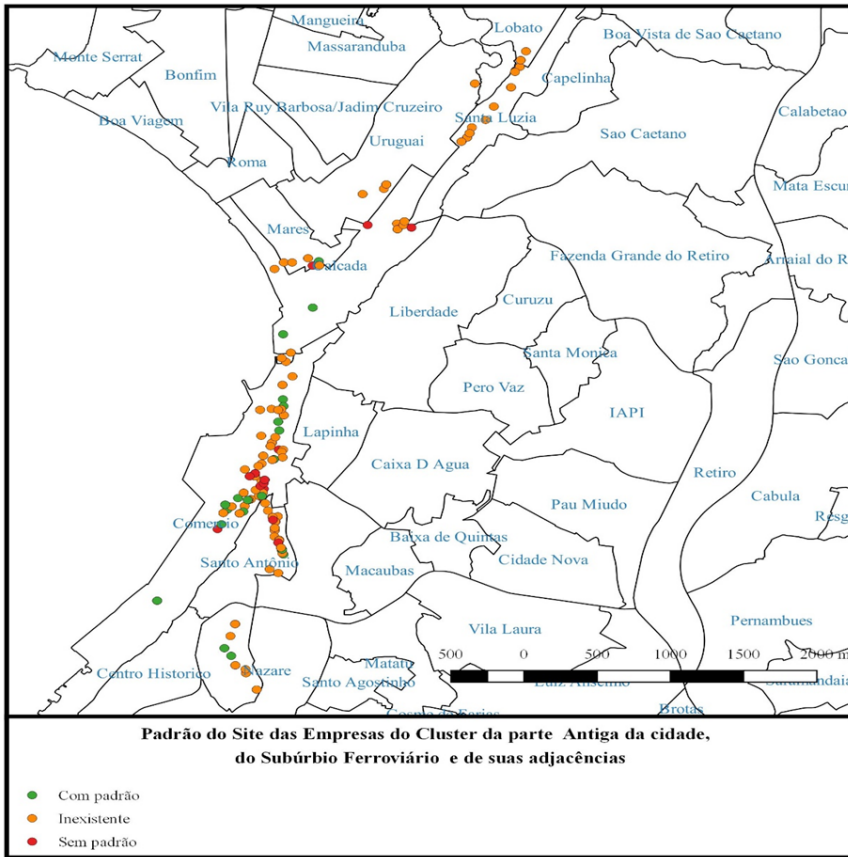 Mangueira
Lobato
Boa Vista de Sao Caetano
Massaranduba
Monte Serrat
Bonfim
Capelinha
Vila Ruy Barbosa/Jadim Cruzeiro
Boa Viagem
Santa Luzia
Calabetao
Sao Caetano
Uruguai
Roma
Mata Escur
Mares
Fazenda Grande do Retiro
Arraial do R
Liberdade
Curuzu
Santa Monica
Sao Gonca
Pero Vaz
IAPI
Lapinha
Caixa D Agua
Retiro
Cabula
Pau Miudo
Resg
Comercio
Baixa de Quintas
Santo Antônio
Cidade Nova
Macaubas
Vila Laura
Pernambues
500 0 500 1000 1500 2000 m
Centro Historico
Nazare
Matatu
Santo Agostinho
Luiz Anselmo
Brotas
Cosme de Farias
Padrão do Site das Empresas do Cluster da parte Antiga da cidade,
do Subúrbio Ferroviário e de suas adjacências
Com padrão
Inexistente
Sem padrão